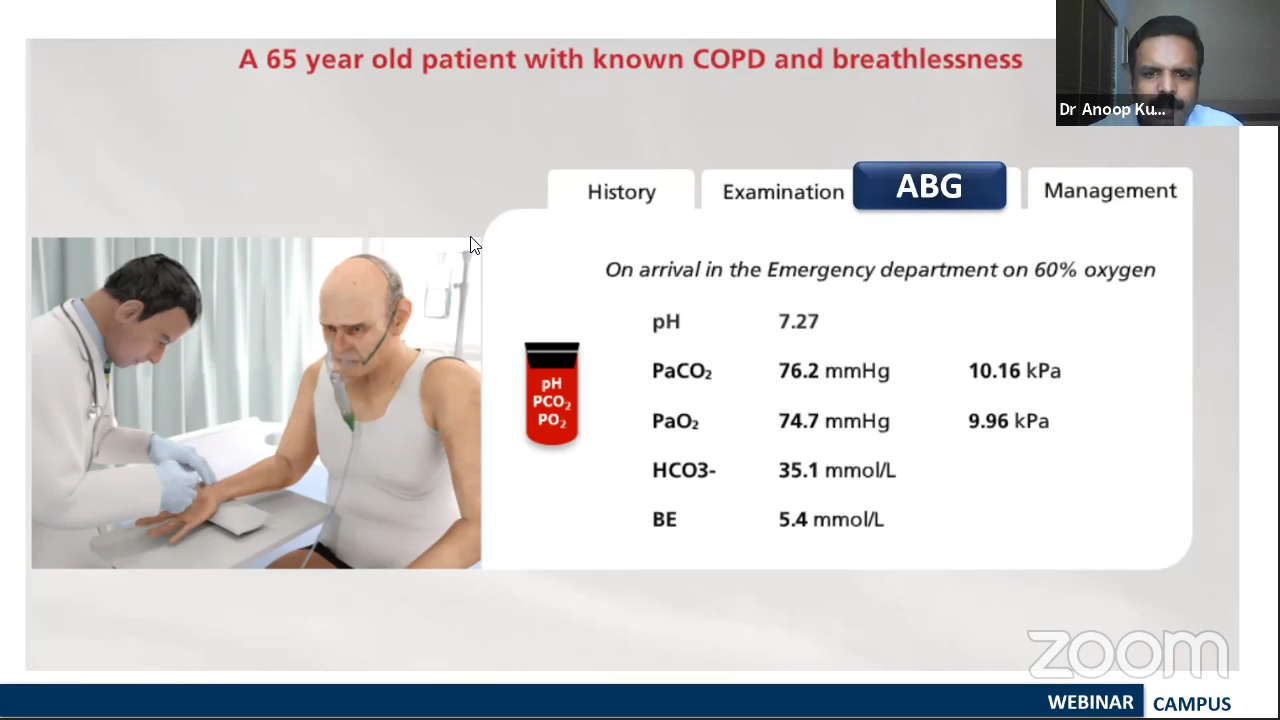 A 65 year old patient with known COPD and breathlessness
Dr Anoop Ku...
History Examination ABG Management
On arrival in the Emergency department on 60% oxygen
pH 7.27
PaCO₂ 76.2 mmHg 10.16 kPa
PaO₂ 74.7 mmHg 9.96 kPa
HCO3- 35.1 mmol/L
BE 5.4 mmol/L
pH
PCO₂
PO₂
zoom
WEBINAR CAMPUS